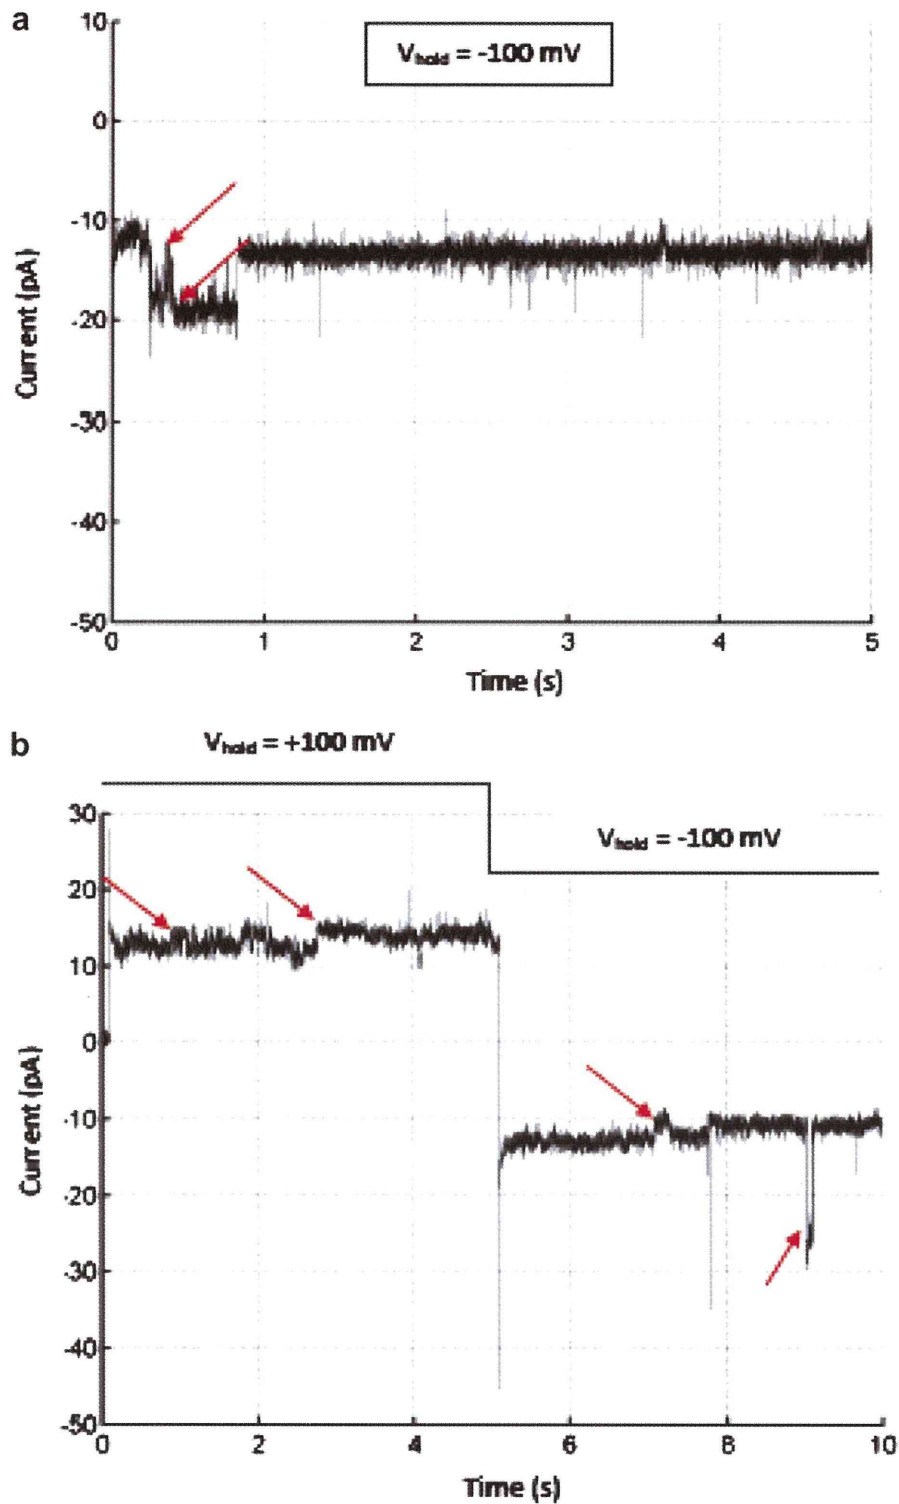 a
V_hold = -100 mV
10
0
-10
-20
-30
-40
-50
Current (pA)
0 1 2 3 4 5
Time (s)
b
V_hold = +100 mV
V_hold = -100 mV
30
20
10
0
-10
-20
-30
-40
-50
Current (pA)
0 2 4 6 8 10
Time (s)